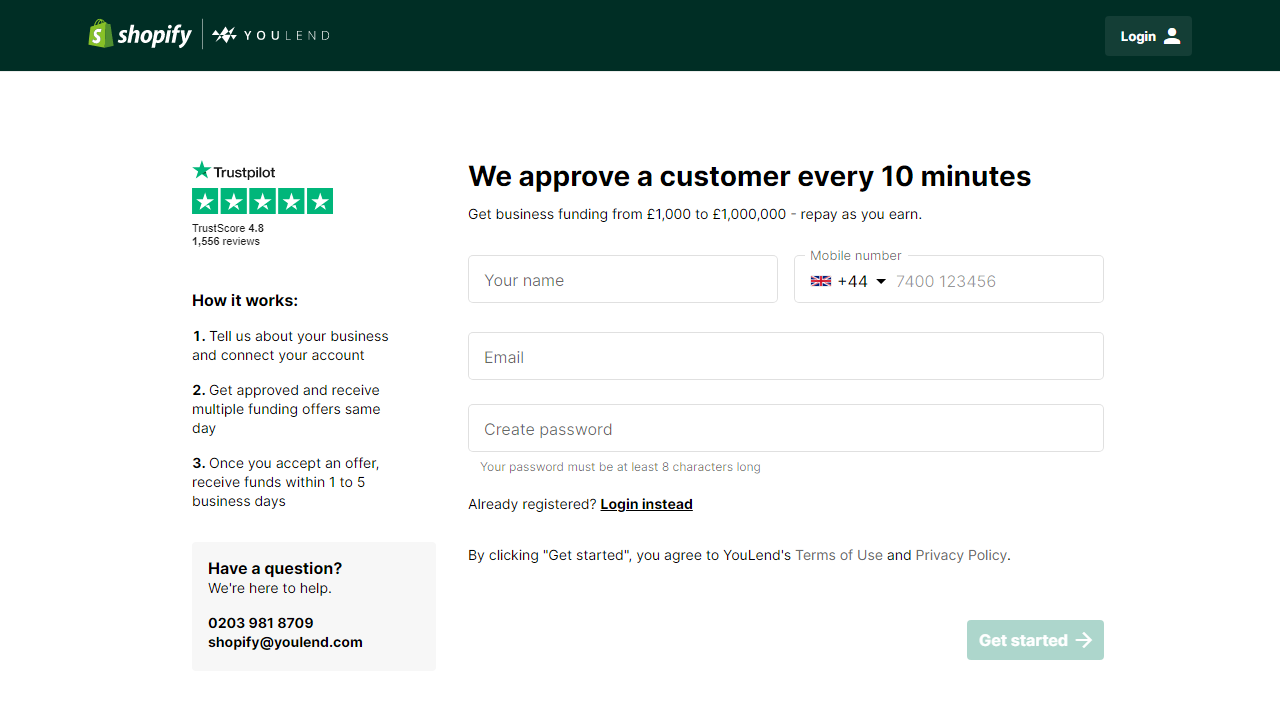 shopify YOULEND
Login
Trustpilot
TrustScore 4.8
1,556 reviews
How it works:
1. Tell us about your business
and connect your account
2. Get approved and receive
multiple funding offers same
day
3. Once you accept an offer,
receive funds within 1 to 5
business days
Have a question?
We're here to help.
0203 981 8709
shopify@youlend.com
We approve a customer every 10 minutes
Get business funding from £1,000 to £1,000,000 - repay as you earn.
Your name
Mobile number
+44 7400 123456
Email
Create password
Your password must be at least 8 characters long
Already registered? Login instead
By clicking "Get started", you agree to YouLend's Terms of Use and Privacy Policy.
Get started